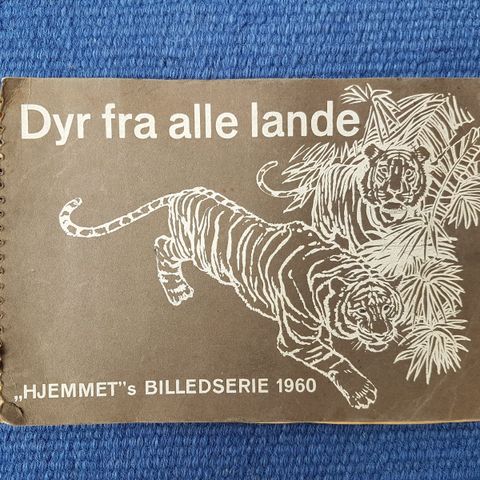 Dyr fra alle lande
„HJEMMET"s BILLEDSERIE 1960